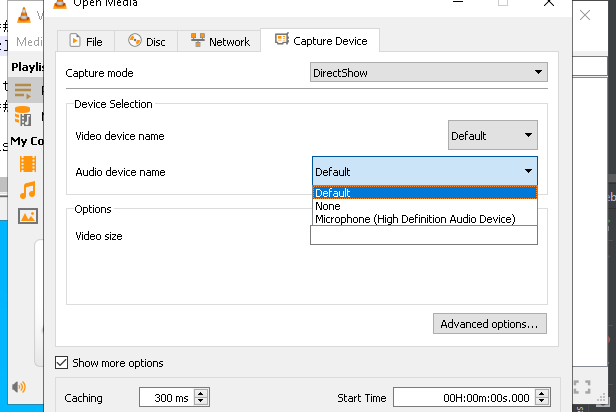 Open Media
File
Disc
Network
Capture Device
Medi
Playlis
My Co
Capture mode
DirectShow
Device Selection
Video device name
Default
Audio device name
Default
Default
None
Microphone (High Definition Audio Device)
Options
Video size
Advanced options...
Show more options
Caching
300 ms
Start Time
00H:00m:00s.000